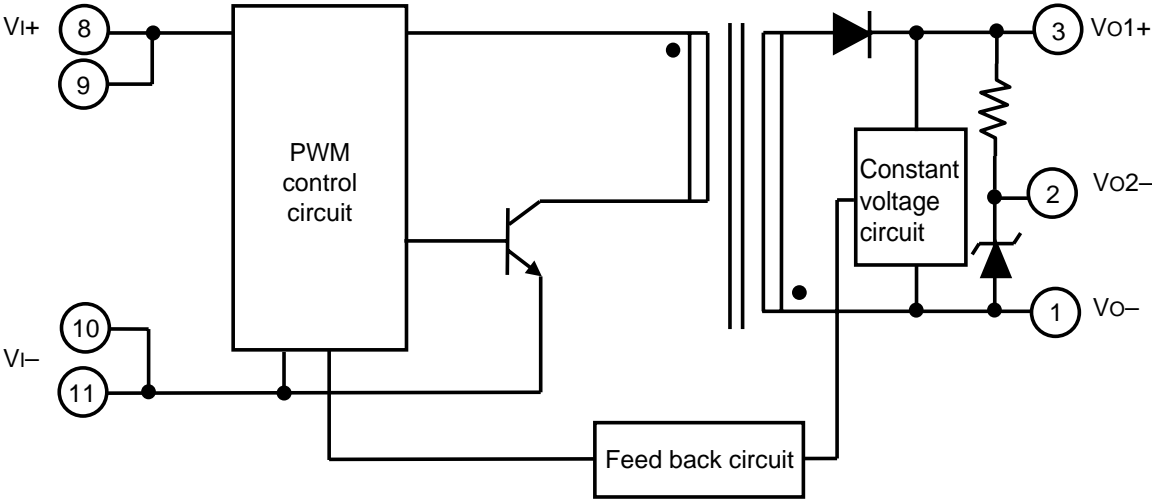 VI+
8
9
PWM
control
circuit
3
VO1+
Constant
voltage
circuit
2
VO2–
10
VI–
11
1
VO–
Feed back circuit